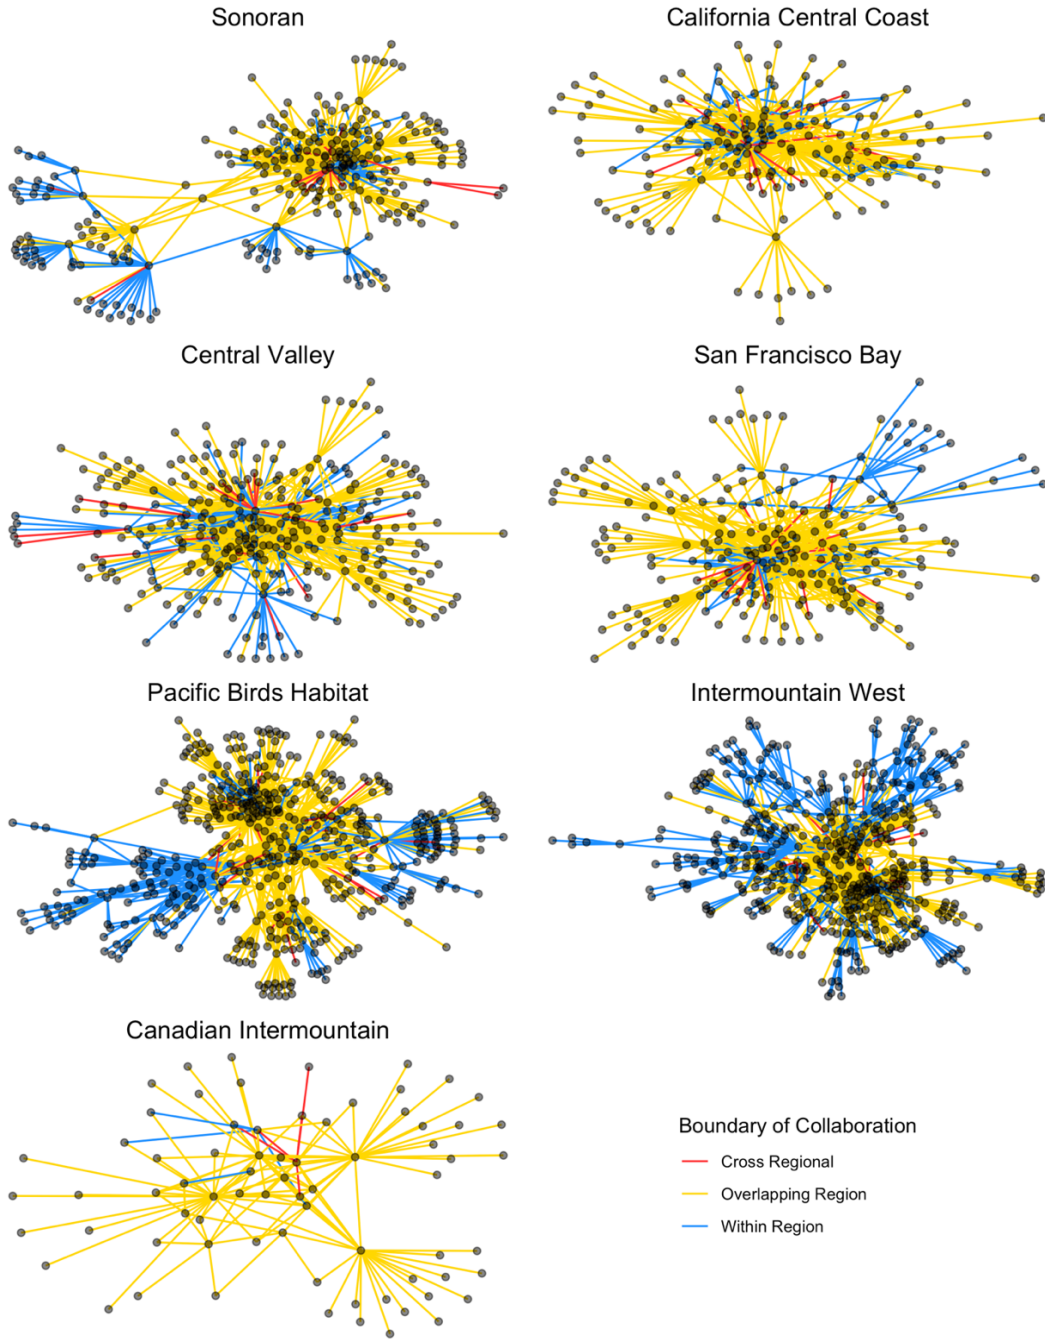 Sonoran
California Central Coast
Central Valley
San Francisco Bay
Pacific Birds Habitat
Intermountain West
Canadian Intermountain
Boundary of Collaboration
Cross Regional
Overlapping Region
Within Region